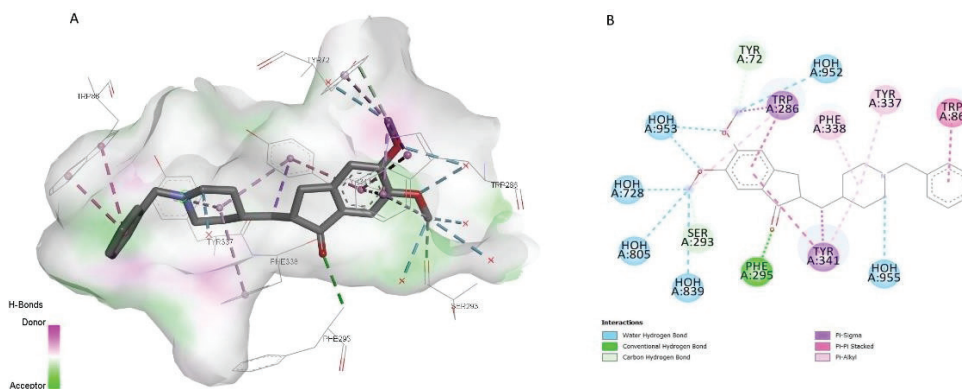 A
TYR72
TRP86
TRP286
TYR337
PHE338
SER293
PHE295
H-Bonds
Donor
Acceptor
B
TYR
A:72
HOH
A:952
TRP
A:286
TYR
A:337
PHE
A:338
TRP
A:86
HOH
A:953
HOH
A:728
SER
A:293
HOH
A:805
PHE
A:295
TYR
A:341
HOH
A:839
HOH
A:955
Interactions
Water Hydrogen Bond
Conventional Hydrogen Bond
Carbon Hydrogen Bond
Pi-Sigma
Pi-Pi Stacked
Pi-Alkyl